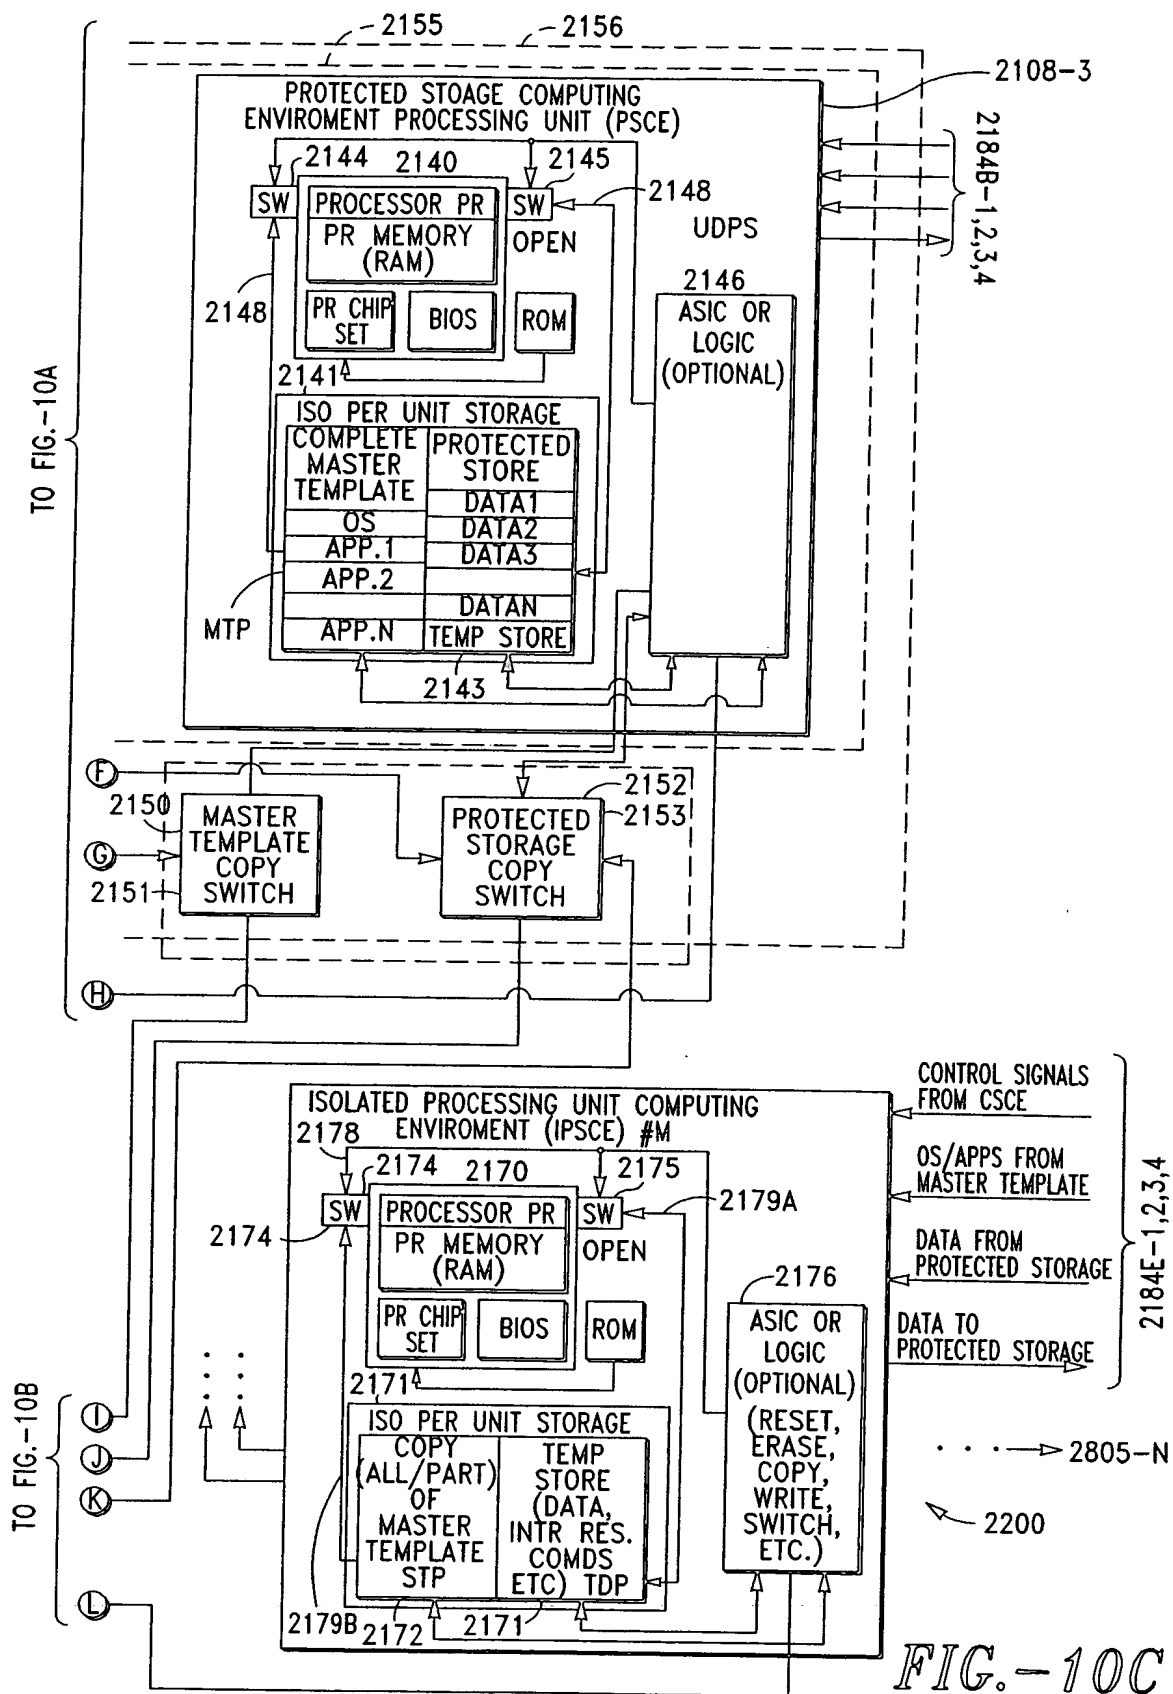 2155
2156
2108-3
PROTECTED STOAGE COMPUTING
ENVIROMENT PROCESSING UNIT (PSCE)
2144
2140
2145
2148
SW
PROCESSOR PR
SW
PR MEMORY
(RAM)
OPEN
UDPS
2184B-1,2,3,4
2148
PR CHIP
SET
BIOS
ROM
2146
ASIC OR
LOGIC
(OPTIONAL)
2141
ISO PER UNIT STORAGE
COMPLETE
MASTER
TEMPLATE
OS
APP.1
APP.2
APP.N
PROTECTED
STORE
DATA1
DATA2
DATA3
DATAN
TEMP STORE
MTP
2143
TO FIG.-10A
F
G
H
2150
MASTER
TEMPLATE
COPY
SWITCH
2151
2152
2153
PROTECTED
STORAGE
COPY
SWITCH
ISOLATED PROCESSING UNIT COMPUTING
ENVIROMENT (IPSCE) #M
2178
2174
2170
2175
2179A
SW
PROCESSOR PR
SW
2174
PR MEMORY
(RAM)
OPEN
PR CHIP
SET
BIOS
ROM
2176
ASIC OR
LOGIC
(OPTIONAL)
(RESET,
ERASE,
COPY,
WRITE,
SWITCH,
ETC.)
2171
ISO PER UNIT STORAGE
COPY
(ALL/PART)
OF
MASTER
TEMPLATE
STP
TEMP
STORE
(DATA,
INTR RES.
COMDS
ETC) TDP
2179B
2172
2171
CONTROL SIGNALS
FROM CSCE
OS/APPS FROM
MASTER TEMPLATE
DATA FROM
PROTECTED STORAGE
DATA TO
PROTECTED STORAGE
2184E-1,2,3,4
2805-N
2200
TO FIG.-10B
I
J
K
L
FIG.-10C